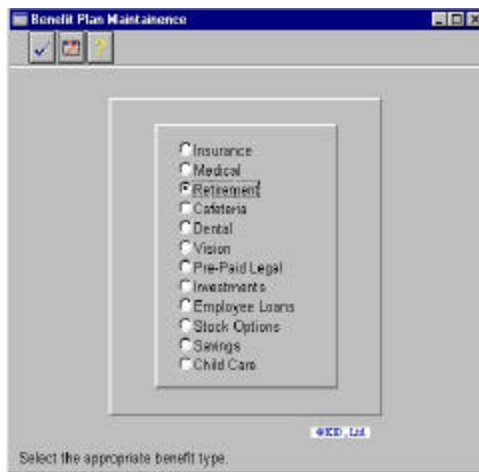 Benefit Plan Maintainence
?
Insurance
Medical
Retirement
Cafeteria
Dental
Vision
Pre-Paid Legal
Investments
Employee Loans
Stock Options
Savings
Child Care
Select the appropriate benefit type.